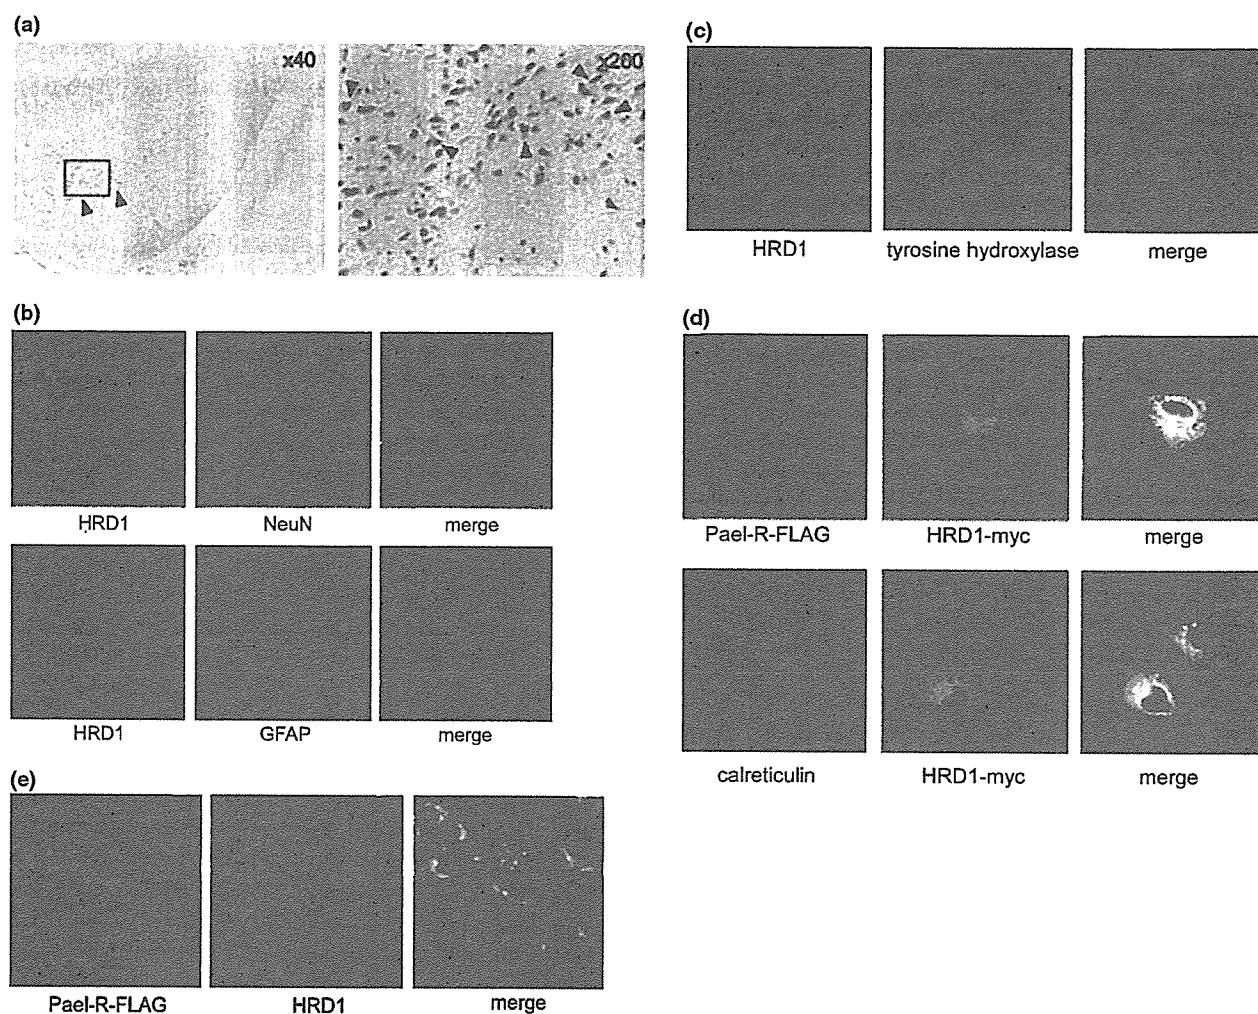 (a)
x40
x200
(b)
HRD1 NeuN merge
HRD1 GFAP merge
(c)
HRD1 tyrosine hydroxylase merge
(d)
Pael-R-FLAG HRD1-myc merge
calreticulin HRD1-myc merge
(e)
Pael-R-FLAG HRD1 merge